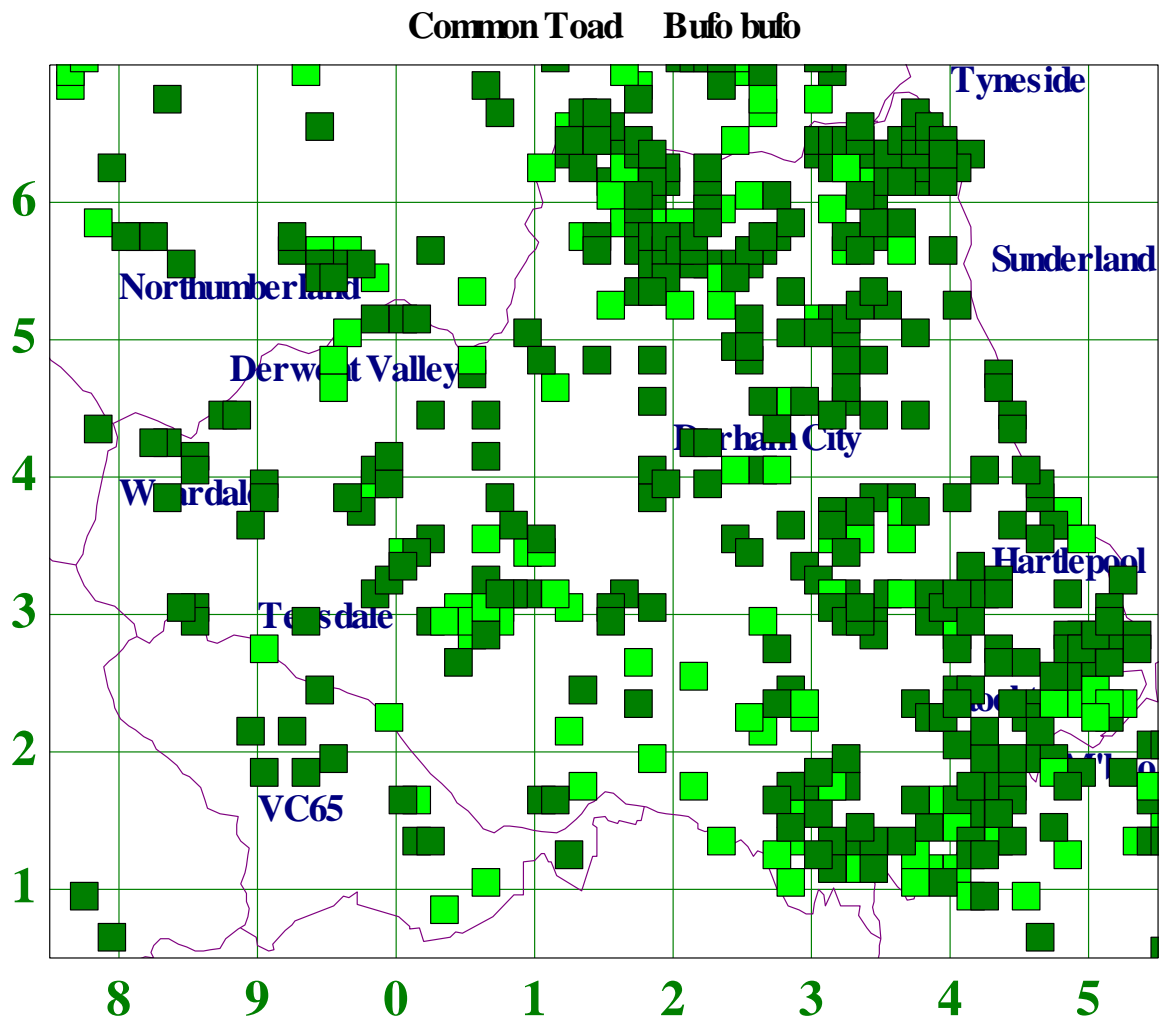 Common Toad Bufo bufo
Tyneside
6
Sunderland
Northumberland
5
Derwent Valley
Durham City
4
Weardale
Hartlepool
3
Teesdale
2
VC65
1
8 9 0 1 2 3 4 5